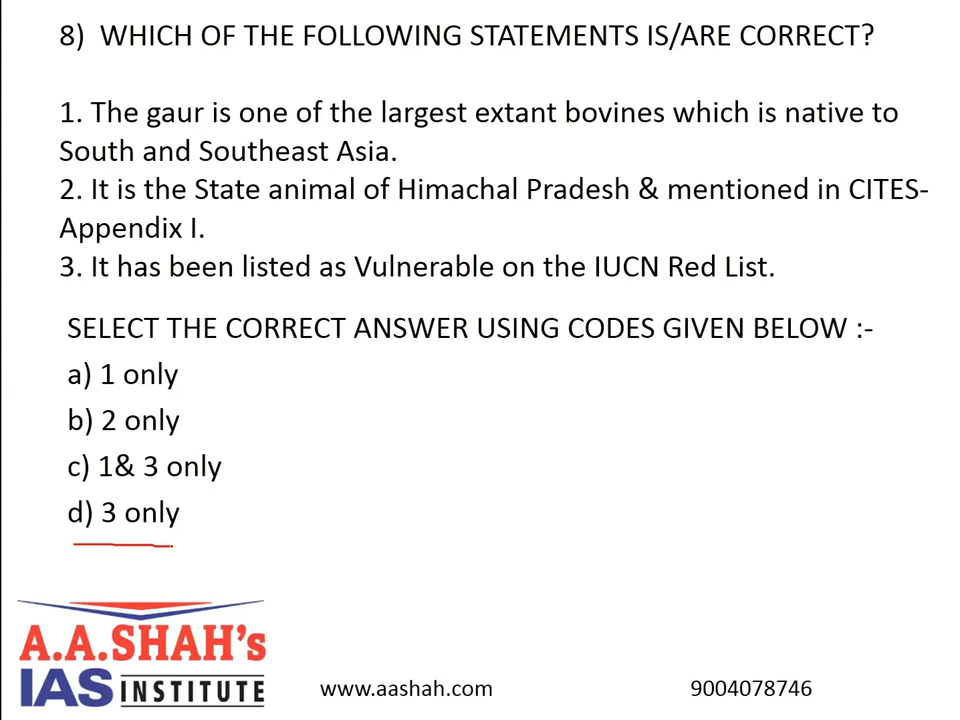 8) WHICH OF THE FOLLOWING STATEMENTS IS/ARE CORRECT?
1. The gaur is one of the largest extant bovines which is native to
South and Southeast Asia.
2. It is the State animal of Himachal Pradesh & mentioned in CITES-
Appendix I.
3. It has been listed as Vulnerable on the IUCN Red List.
SELECT THE CORRECT ANSWER USING CODES GIVEN BELOW :-
a) 1 only
b) 2 only
c) 1& 3 only
d) 3 only
A.A.SHAH's
IAS INSTITUTE
www.aashah.com
9004078746